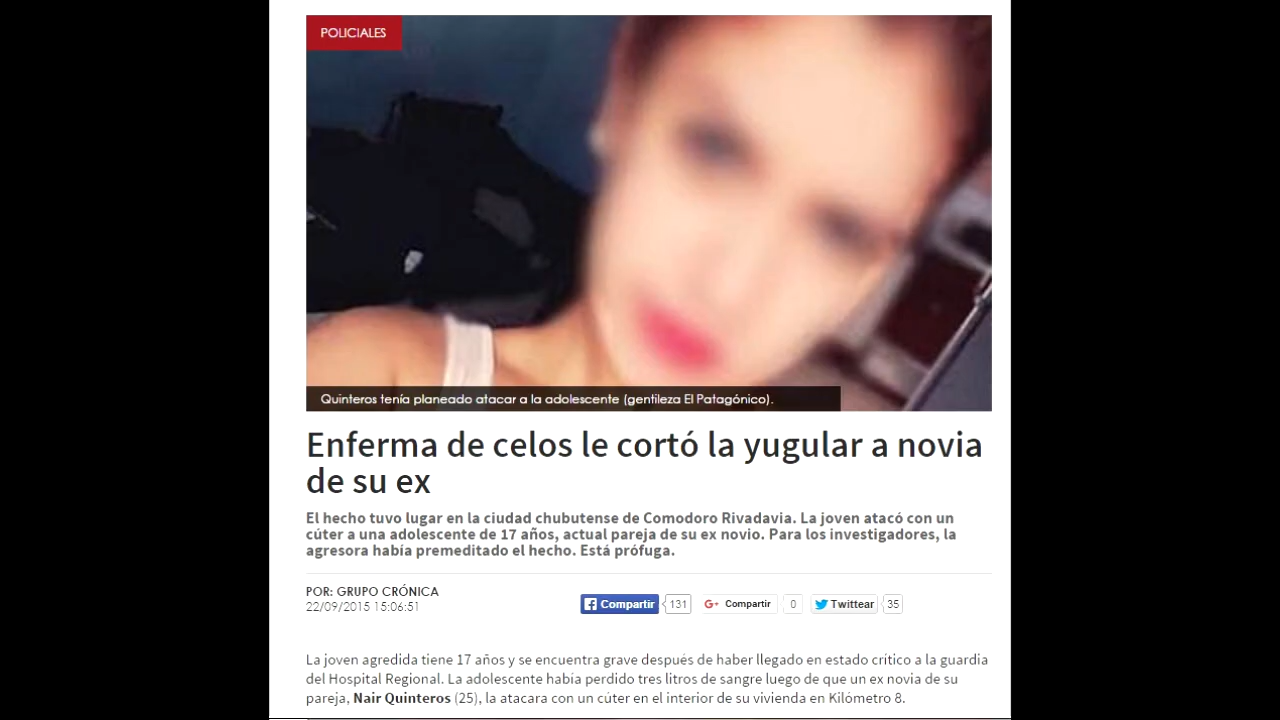 POLICIALES
Quinteros tenía planeado atacar a la adolescente (gentileza El Patagónico).
Enferma de celos le cortó la yugular a novia
de su ex
El hecho tuvo lugar en la ciudad chubutense de Comodoro Rivadavia. La joven atacó con un
cúter a una adolescente de 17 años, actual pareja de su ex novio. Para los investigadores, la
agresora había premeditado el hecho. Está prófuga.
POR: GRUPO CRÓNICA
22/09/2015 15:06:51
Compartir 131 G+ Compartir 0 Twittear 35
La joven agredida tiene 17 años y se encuentra grave después de haber llegado en estado crítico a la guardia
del Hospital Regional. La adolescente había perdido tres litros de sangre luego de que un ex novia de su
pareja, Nair Quinteros (25), la atacara con un cúter en el interior de su vivienda en Kilómetro 8.